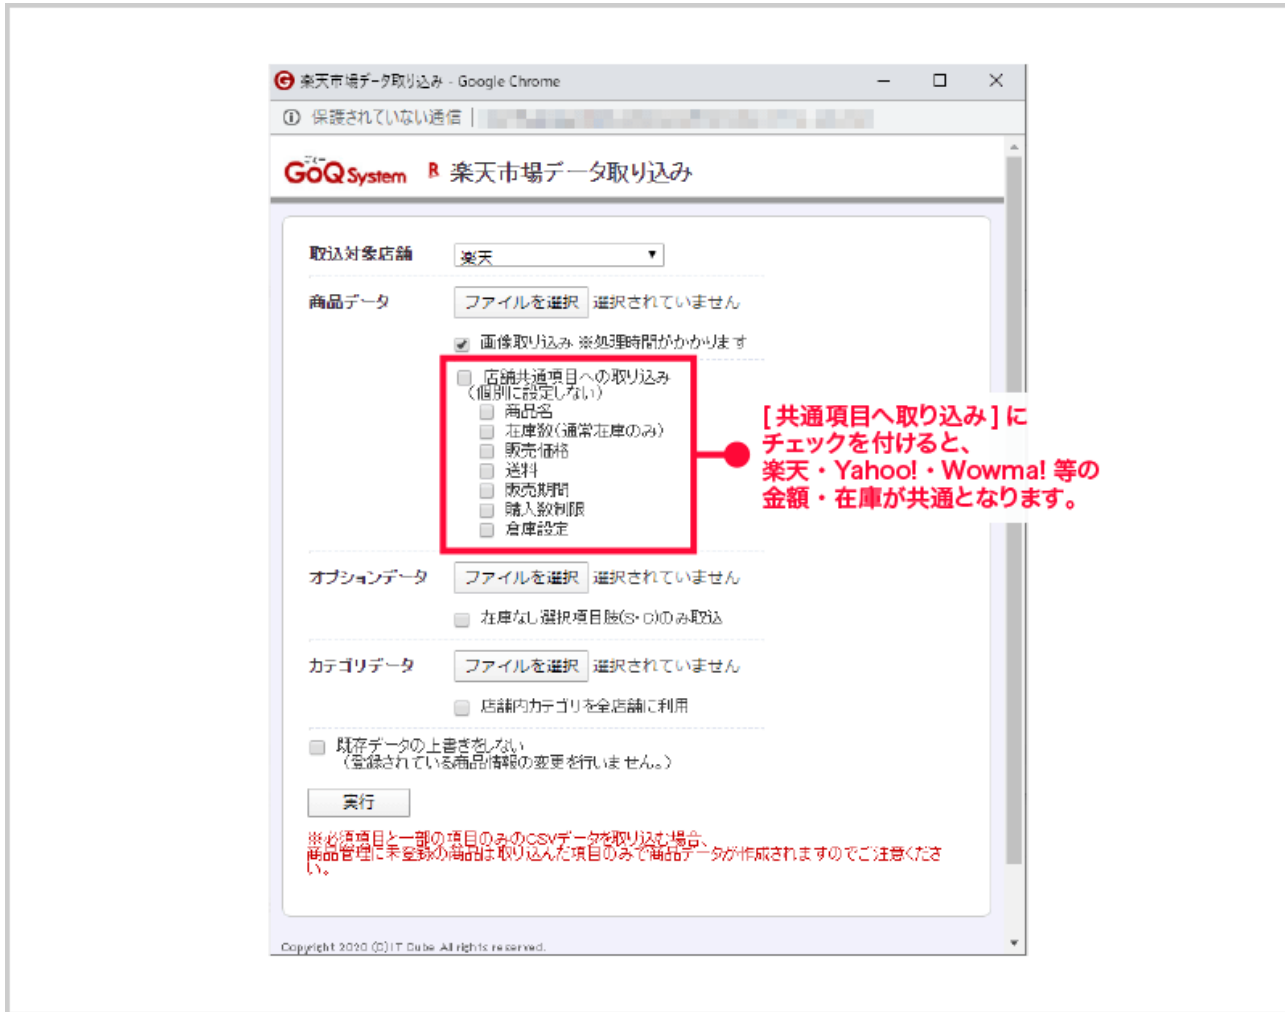 楽天市場データ取り込み - Google Chrome
保護されていない通信
ごくー
GoQ System R 楽天市場データ取り込み
取込対象店舗 楽天
商品データ ファイルを選択 選択されていません
画像取り込み ※処理時間がかかります
店舗共通項目への取り込み
(個別に設定しない)
商品名
在庫数(通常在庫のみ)
販売価格
送料
販売期間
購入数制限
倉庫設定
[共通項目へ取り込み]に
チェックを付けると、
楽天・Yahoo!・Wowma! 等の
金額・在庫が共通となります。
オプションデータ ファイルを選択 選択されていません
在庫なし選択項目肢(S・C)のみ取込
カテゴリデータ ファイルを選択 選択されていません
店舗内カテゴリを全店舗に利用
既存データの上書きをしない
(登録されている商品情報の変更を行いません。)
実行
※必須項目と一部の項目のみのCSVデータを取り込む場合、
商品管理に未登録の商品は取り込んだ項目のみで商品データが作成されますのでご注意くださ
い。
Copyright 2020 (C) IT Cube All rights reserved.